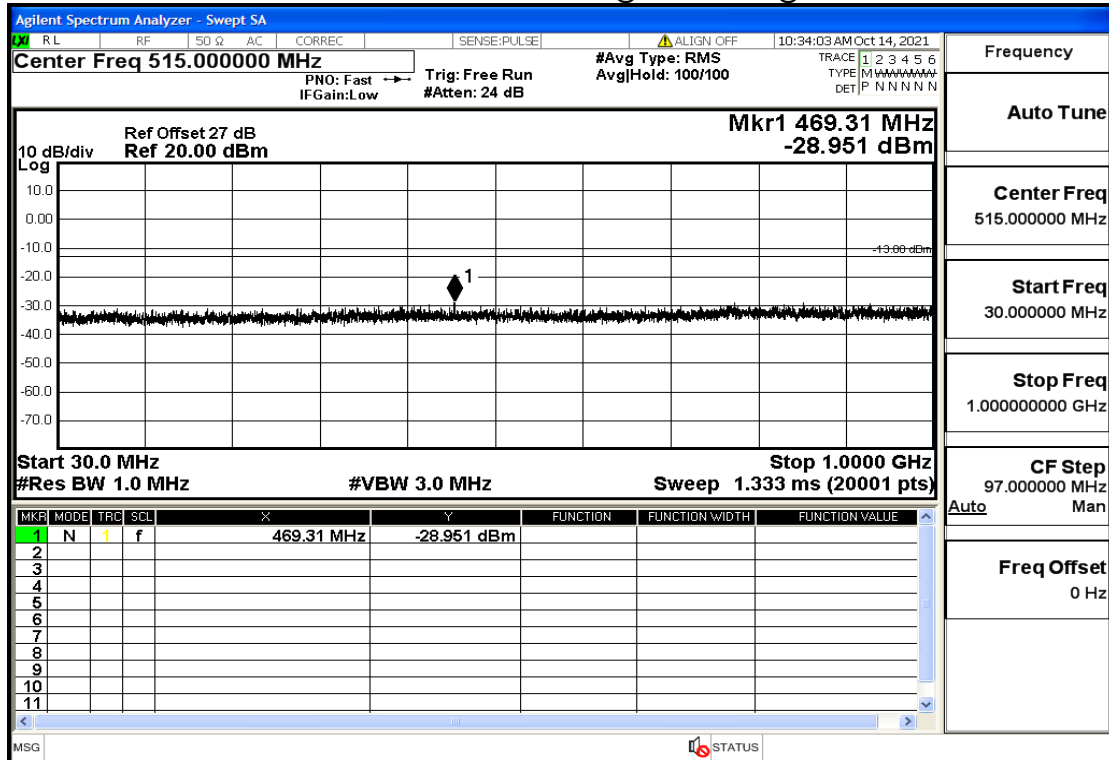 Agilent Spectrum Analyzer - Swept SA
LXI RL RF 50 Ω AC CORREC SENSE:PULSE ALIGN OFF 10:34:03 AM Oct 14, 2021
Center Freq 515.000000 MHz
PNO: Fast
IFGain:Low
Trig: Free Run
#Atten: 24 dB
#Avg Type: RMS
Avg|Hold: 100/100
TRACE 1 2 3 4 5 6
TYPE M WWWWW
DET P N N N N N
Mkr1 469.31 MHz
-28.951 dBm
Ref Offset 27 dB
10 dB/div Ref 20.00 dBm
Log
10.0
0.00
-10.0
-13.00 dBm
-20.0
1
-30.0
-40.0
-50.0
-60.0
-70.0
Start 30.0 MHz Stop 1.0000 GHz
#Res BW 1.0 MHz #VBW 3.0 MHz Sweep 1.333 ms (20001 pts)
MKR MODE TRC SCL X Y FUNCTION FUNCTION WIDTH FUNCTION VALUE
1 N 1 f 469.31 MHz -28.951 dBm
2
3
4
5
6
7
8
9
10
11
MSG STATUS
Frequency
Auto Tune
Center Freq
515.000000 MHz
Start Freq
30.000000 MHz
Stop Freq
1.000000000 GHz
CF Step
97.000000 MHz
Auto Man
Freq Offset
0 Hz